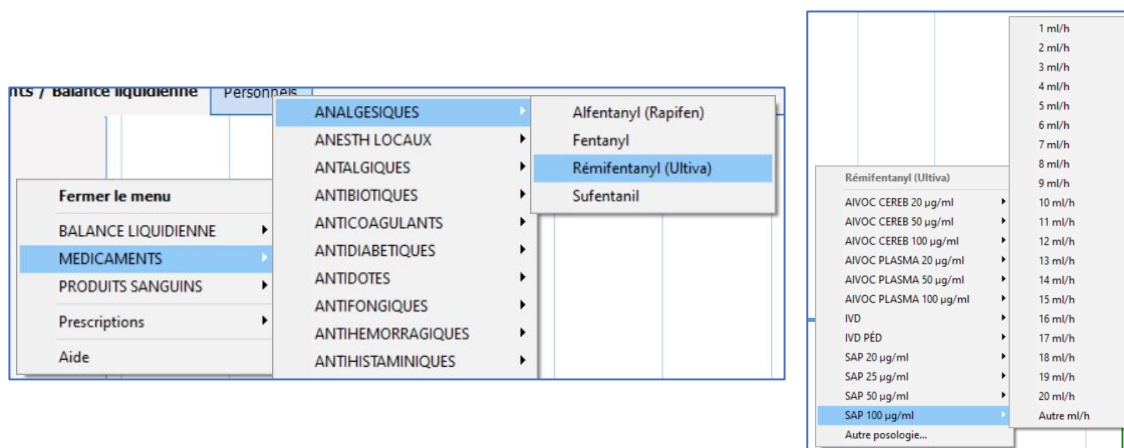 nts / Balance liquidienne
Personnels
Fermer le menu
BALANCE LIQUIDIENNE
MEDICAMENTS
PRODUITS SANGUINS
Prescriptions
Aide
ANALGESIQUES
ANESTH LOCAUX
ANTALGIQUES
ANTIBIOTIQUES
ANTICOAGULANTS
ANTIDIABETIQUES
ANTIDOTES
ANTIFONGIQUES
ANTIHEMORRAGIQUES
ANTIHISTAMINIQUES
Alfentanyl (Rapifen)
Fentanyl
Rémifentanyl (Ultiva)
Sufentanil
Rémifentanyl (Ultiva)
AIVOC CEREB 20 µg/ml
AIVOC CEREB 50 µg/ml
AIVOC CEREB 100 µg/ml
AIVOC PLASMA 20 µg/ml
AIVOC PLASMA 50 µg/ml
AIVOC PLASMA 100 µg/ml
IVD
IVD PÉD
SAP 20 µg/ml
SAP 25 µg/ml
SAP 50 µg/ml
SAP 100 µg/ml
Autre posologie...
1 ml/h
2 ml/h
3 ml/h
4 ml/h
5 ml/h
6 ml/h
7 ml/h
8 ml/h
9 ml/h
10 ml/h
11 ml/h
12 ml/h
13 ml/h
14 ml/h
15 ml/h
16 ml/h
17 ml/h
18 ml/h
19 ml/h
20 ml/h
Autre ml/h